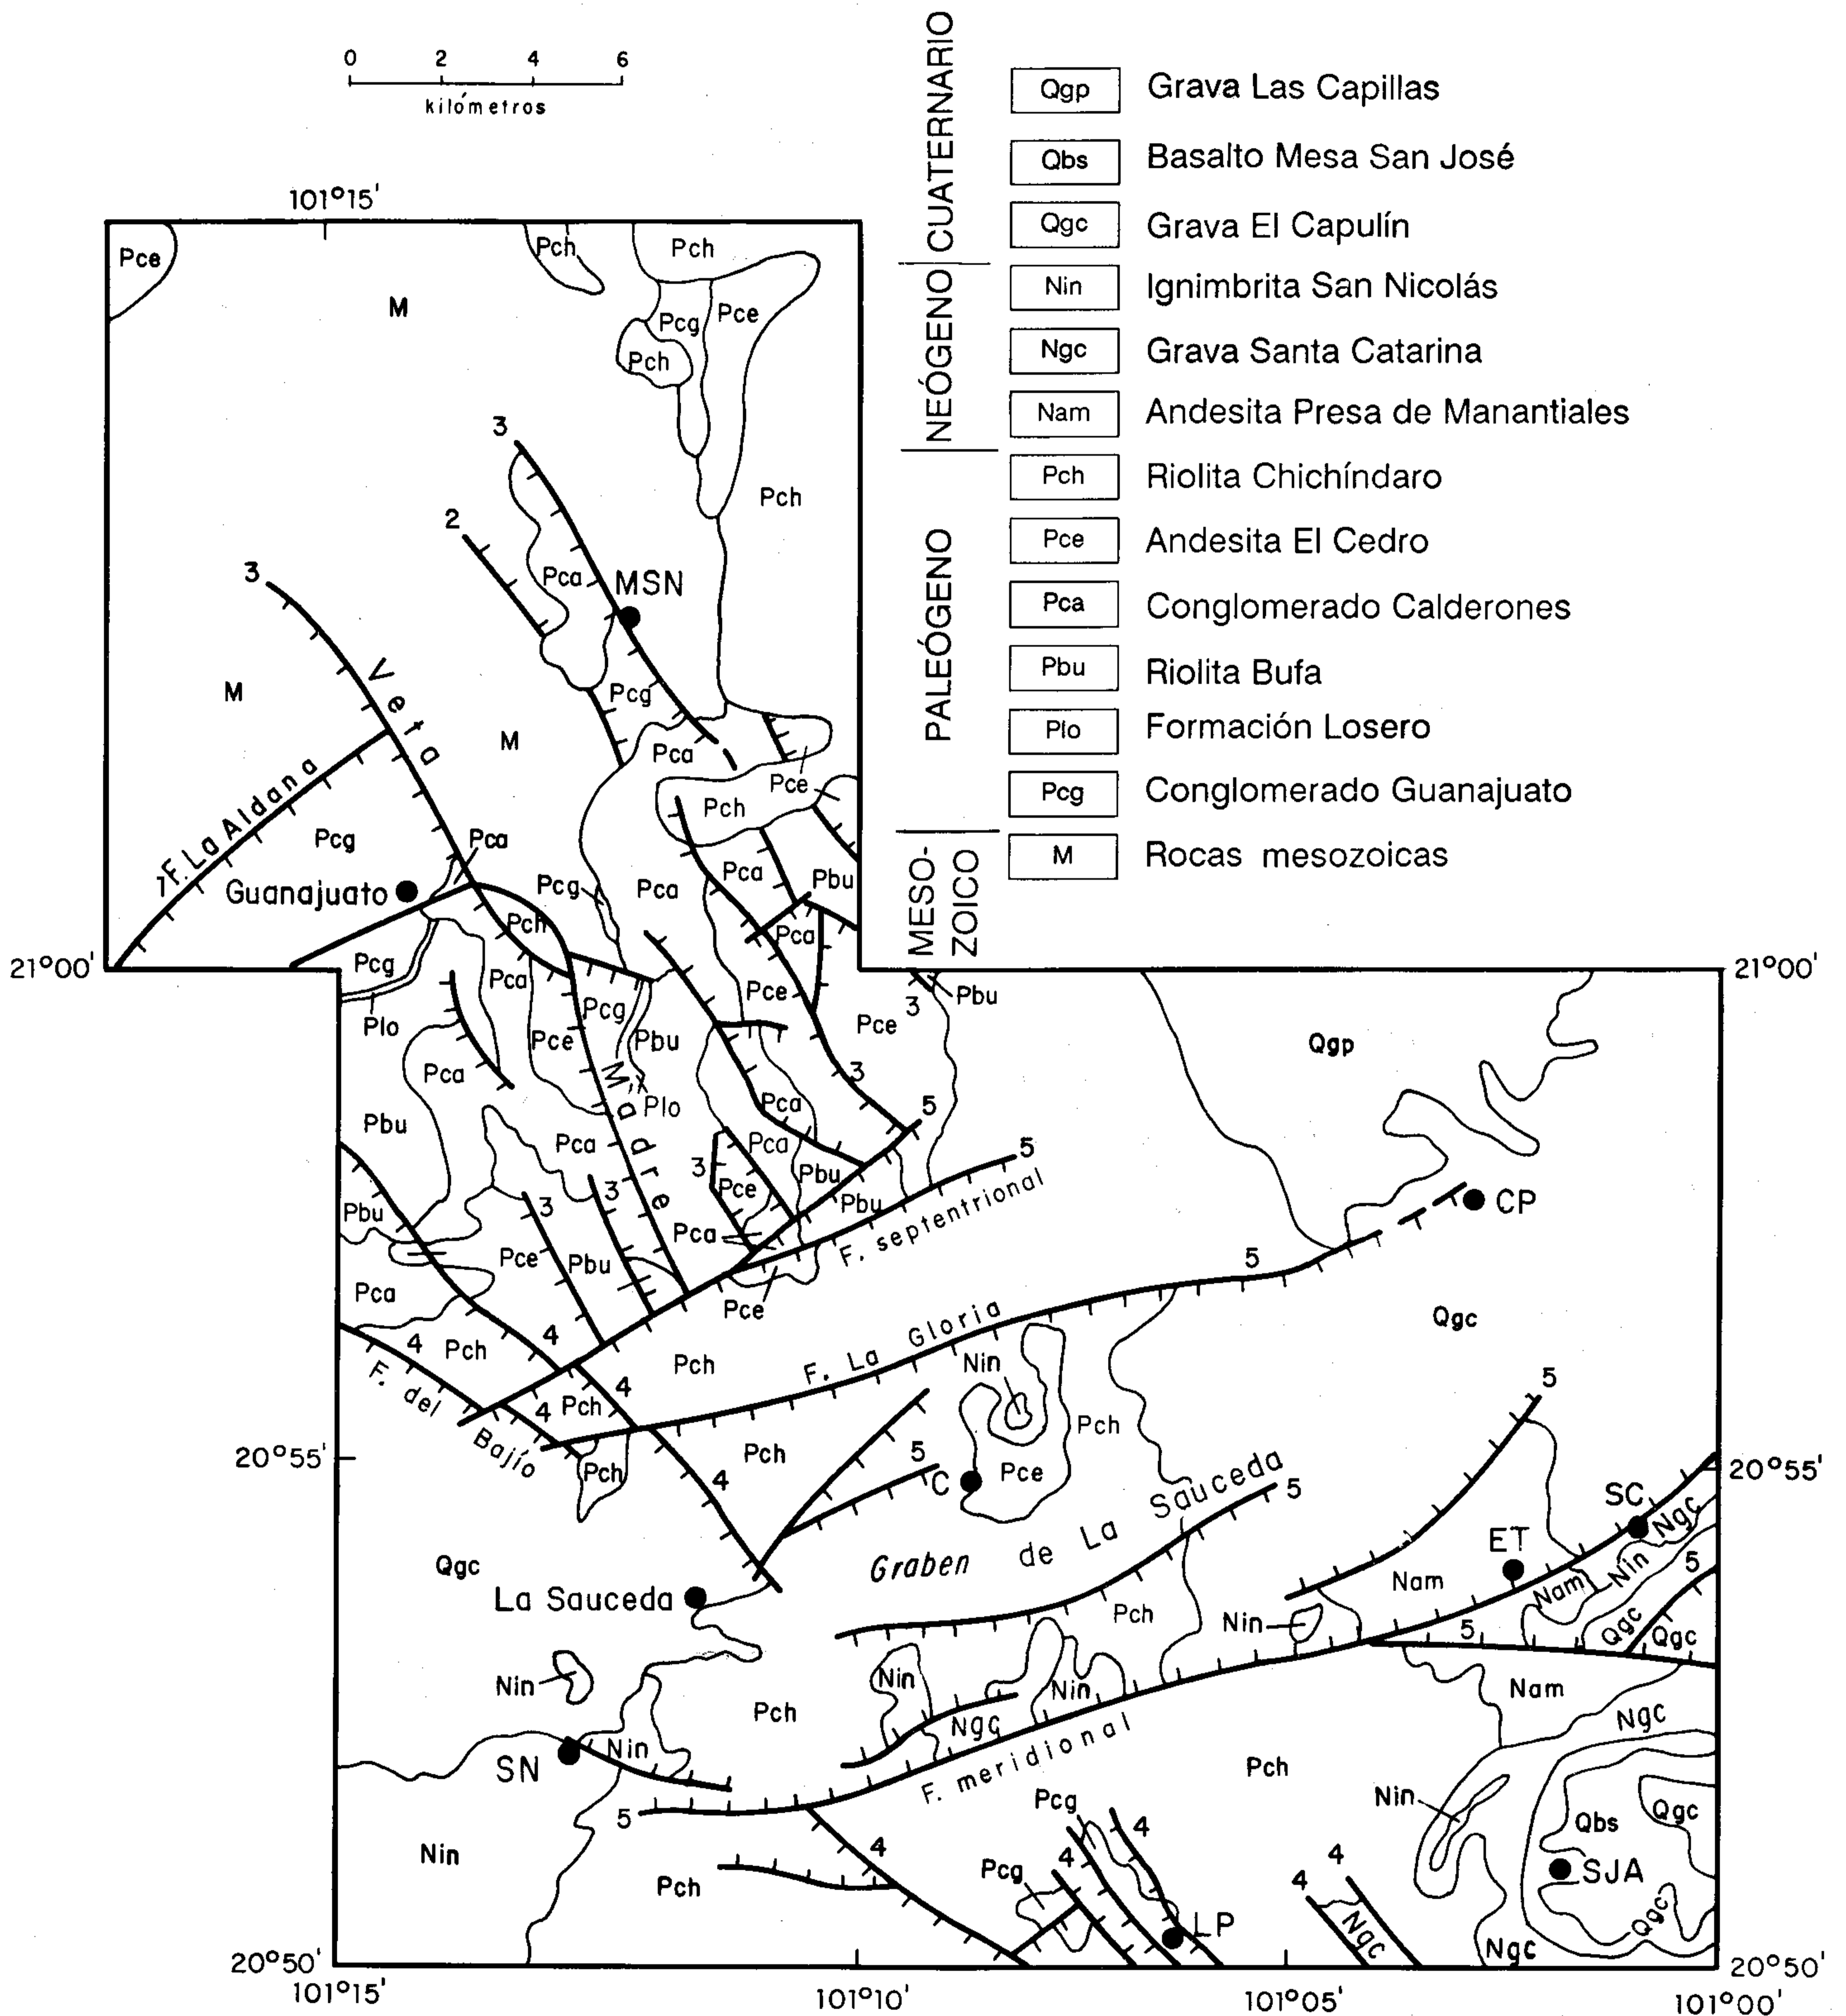 0 2 4 6
kilómetros
CUATERNARIO
Qgp Grava Las Capillas
Qbs Basalto Mesa San José
Qgc Grava El Capulín
NEÓGENO
Nin Ignimbrita San Nicolás
Ngc Grava Santa Catarina
Nam Andesita Presa de Manantiales
PALEÓGENO
Pch Riolita Chichíndaro
Pce Andesita El Cedro
Pca Conglomerado Calderones
Pbu Riolita Bufa
Plo Formación Losero
Pcg Conglomerado Guanajuato
MESO-
ZOICO
M Rocas mesozoicas
101°15'
Pce
Pch
Pch
M
Pcg
Pce
Pch
3
Pch
2
3
Pca
MSN
Veta
M
Pcg
M
Pca
Pce
F. La Aldana
Pch
Pcg
Pca
Guanajuato
Pcg
Pca
Pca
Pbu
Pch
Pca
21°00'
Pcg
Pca
Pcg
Pce
3
Pbu
21°00'
Plo
Pce
Pbu
Pce
Qgp
Pca
Madre
Plo
Pca
3
5
Pbu
Pca
Pca
3
Pce
Pbu
5
Pbu
3
3
Pbu
F. septentrional
CP
Pca
Pce
Pbu
Pca
Pce
5
Qgc
4
Pch
4
Pch
F. La Gloria
Nin
F. del Bajío
4
Pch
4
Pch
5
Pch
20°55'
Pch
4
5
C
Pce
20°55'
SC
Ngc
Graben de La Sauceda
5
ET
Qgc
Nam
Nam
Nin
5
La Sauceda
Pch
Nin
5
Qgc
Qgc
Nin
Nin
Nin
Nam
Pch
Ngc
Ngc
SN
Nin
F. meridional
Pch
5
Pcg
Nin
Qbs
Qgc
Nin
4
4
Pch
Pcg
4
4
4
SJA
LP
Ngc
Qgc
Ngc
20°50'
20°50'
101°15'
101°10'
101°05'
101°00'